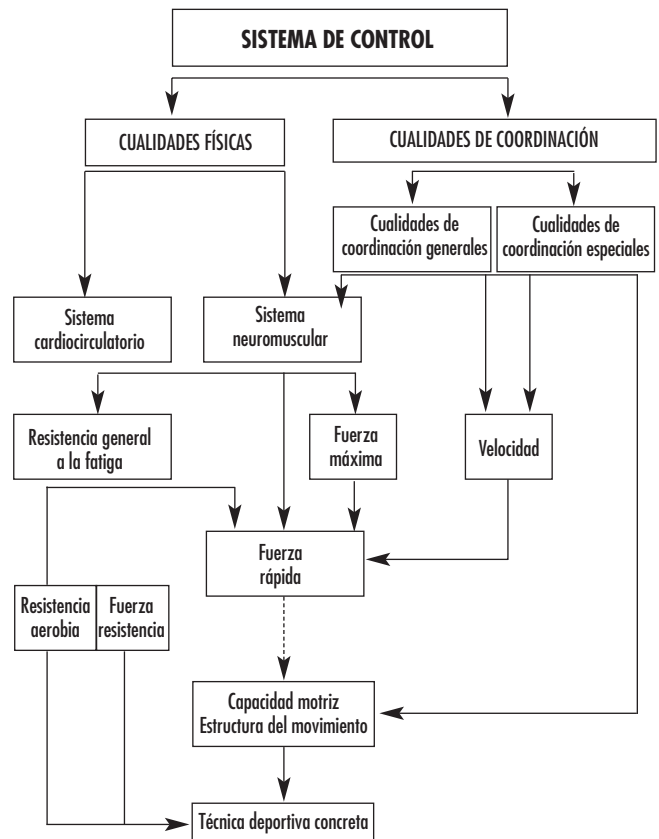 SISTEMA DE CONTROL
CUALIDADES FÍSICAS
CUALIDADES DE COORDINACIÓN
Cualidades de
coordinación generales
Cualidades de
coordinación especiales
Sistema
cardiocirculatorio
Sistema
neuromuscular
Resistencia general
a la fatiga
Fuerza
máxima
Velocidad
Fuerza
rápida
Resistencia
aerobia
Fuerza
resistencia
Capacidad motriz
Estructura del movimiento
Técnica deportiva concreta